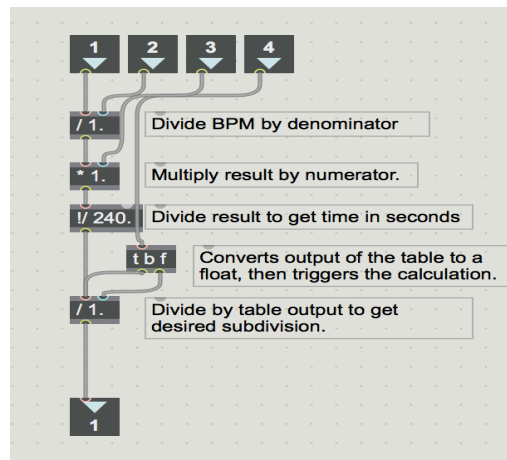 1 2 3 4
/ 1.
Divide BPM by denominator
* 1.
Multiply result by numerator.
!/ 240.
Divide result to get time in seconds
t b f
Converts output of the table to a
float, then triggers the calculation.
/ 1.
Divide by table output to get
desired subdivision.
1